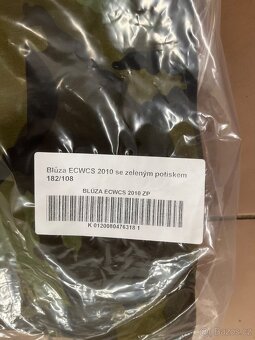 Blůza ECWCS 2010 se zeleným potiskem
182/108
BLŮZA ECWCS 2010 ZP
K 0120080476318 1